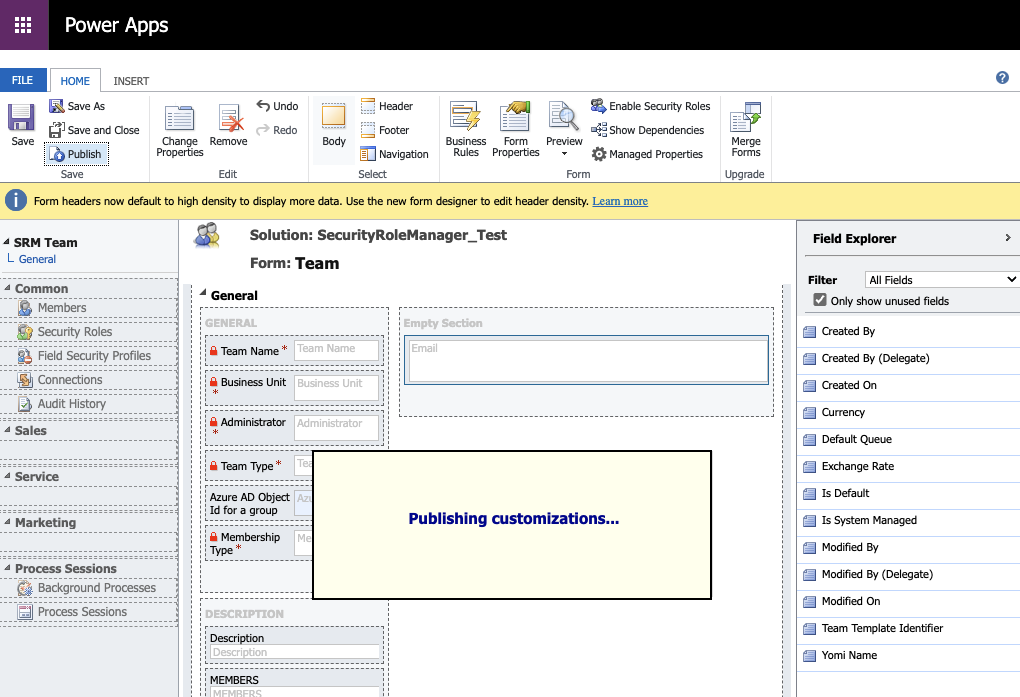 Power Apps
FILE
HOME
INSERT
Save
Save As
Save and Close
Publish
Save
Change
Properties
Remove
Undo
Redo
Edit
Body
Header
Footer
Navigation
Select
Business
Rules
Form
Properties
Preview
Enable Security Roles
Show Dependencies
Managed Properties
Form
Merge
Forms
Upgrade
Form headers now default to high density to display more data. Use the new form designer to edit header density. Learn more
SRM Team
General
Common
Members
Security Roles
Field Security Profiles
Connections
Audit History
Sales
Service
Marketing
Process Sessions
Background Processes
Process Sessions
Solution: SecurityRoleManager_Test
Form: Team
General
GENERAL
Team Name *
Team Name
Business Unit
*
Business Unit
Administrator
*
Administrator
Team Type *
Tea
Azure AD Object
Id for a group
Azu
Membership
Type *
Me
DESCRIPTION
Description
Description
MEMBERS
MEMBERS
Empty Section
Email
Publishing customizations...
Field Explorer
Filter
All Fields
Only show unused fields
Created By
Created By (Delegate)
Created On
Currency
Default Queue
Exchange Rate
Is Default
Is System Managed
Modified By
Modified By (Delegate)
Modified On
Team Template Identifier
Yomi Name